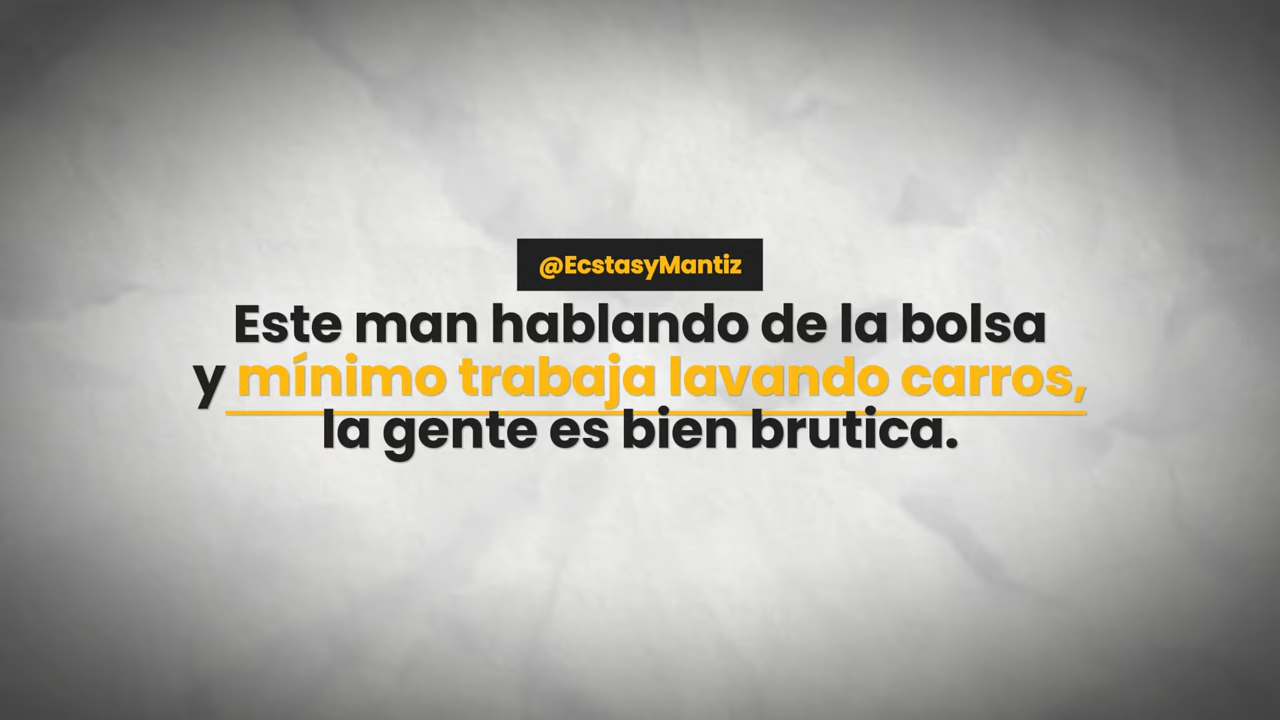 @EcstasyMantiz
Este man hablando de la bolsa
y mínimo trabaja lavando carros,
la gente es bien brutica.